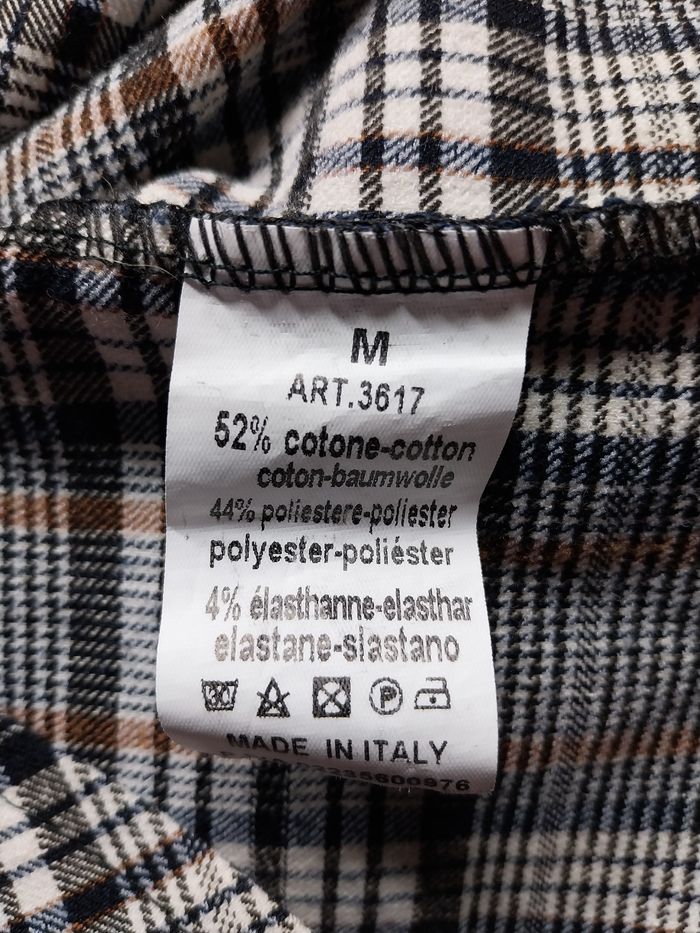 M
ART.3617
52% cotone-cotton
coton-baumwolle
44% poliestere-poliester
polyester-poliéster
4% élasthanne-elasthar
elastane-slastano
30 P
MADE IN ITALY